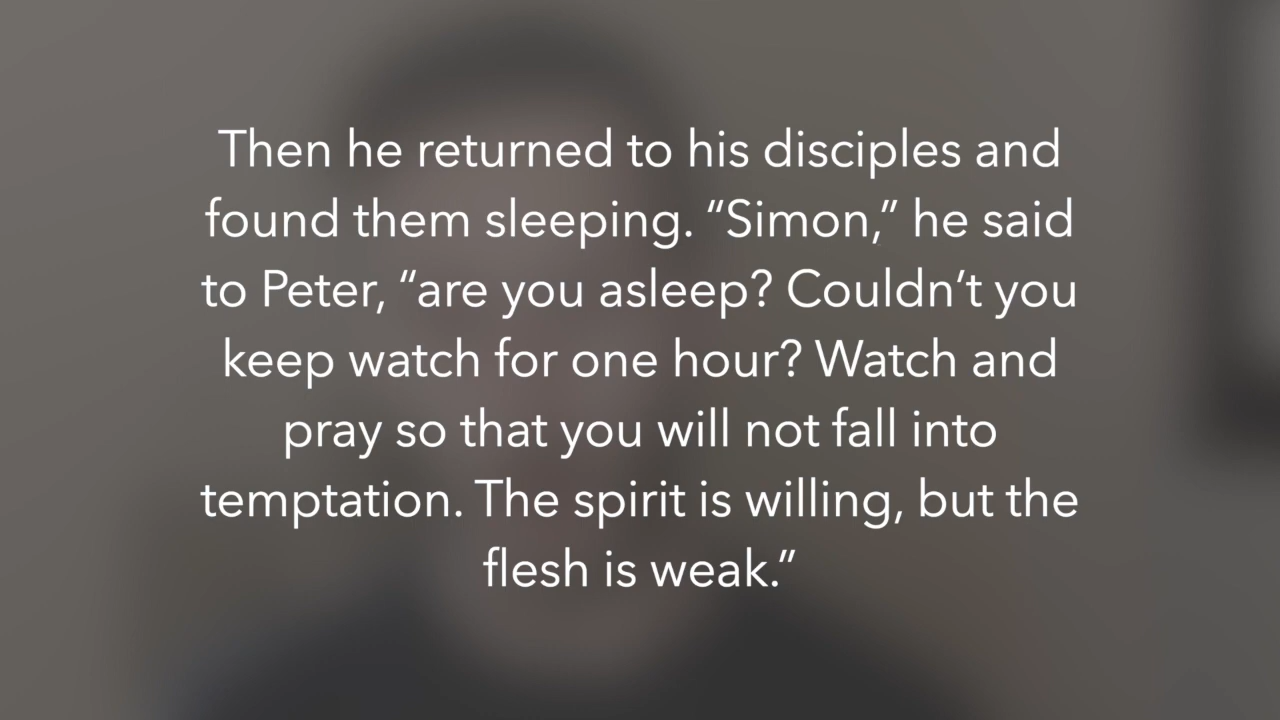 Then he returned to his disciples and
found them sleeping. “Simon,” he said
to Peter, “are you asleep? Couldn’t you
keep watch for one hour? Watch and
pray so that you will not fall into
temptation. The spirit is willing, but the
flesh is weak.”